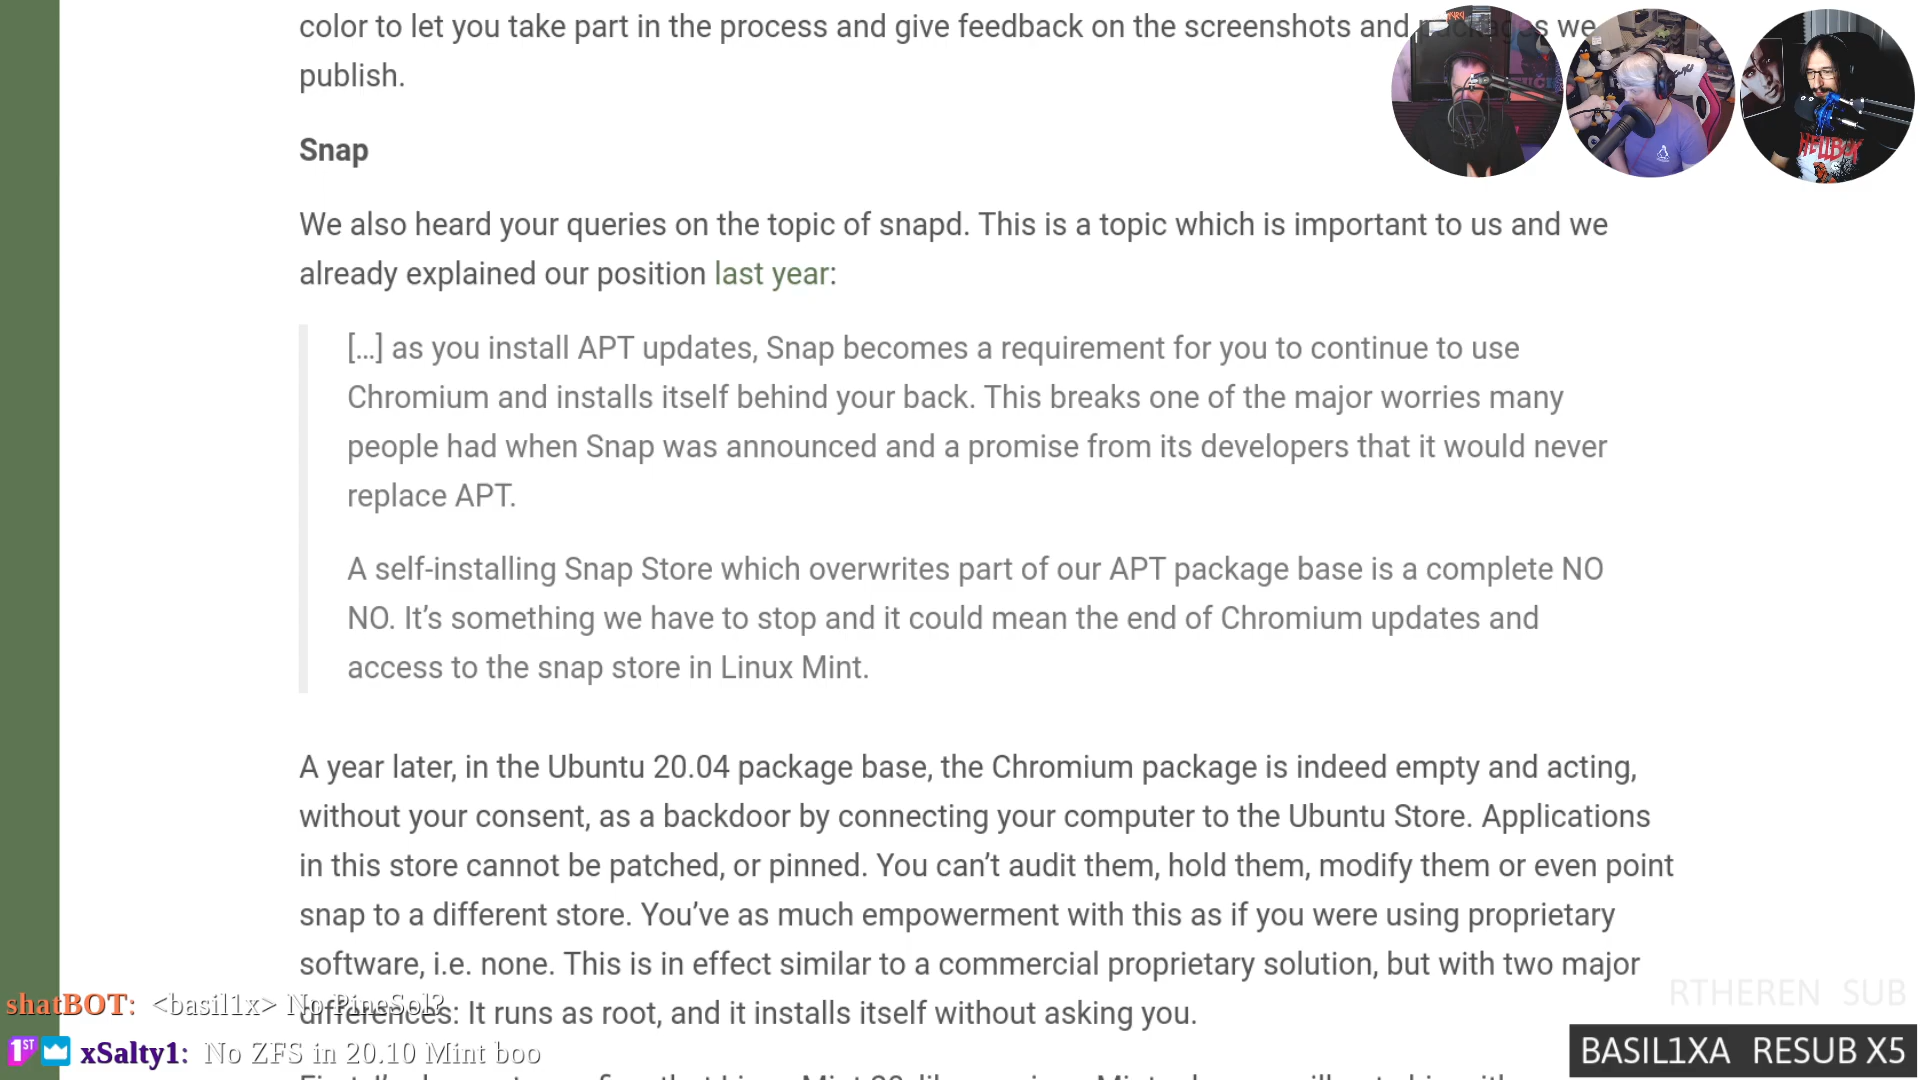 color to let you take part in the process and give feedback on the screenshots and packages we
publish.
Snap
We also heard your queries on the topic of snapd. This is a topic which is important to us and we
already explained our position last year:
[…] as you install APT updates, Snap becomes a requirement for you to continue to use
Chromium and installs itself behind your back. This breaks one of the major worries many
people had when Snap was announced and a promise from its developers that it would never
replace APT.
A self-installing Snap Store which overwrites part of our APT package base is a complete NO
NO. It’s something we have to stop and it could mean the end of Chromium updates and
access to the snap store in Linux Mint.
A year later, in the Ubuntu 20.04 package base, the Chromium package is indeed empty and acting,
without your consent, as a backdoor by connecting your computer to the Ubuntu Store. Applications
in this store cannot be patched, or pinned. You can’t audit them, hold them, modify them or even point
snap to a different store. You’ve as much empowerment with this as if you were using proprietary
software, i.e. none. This is in effect similar to a commercial proprietary solution, but with two major
differences: It runs as root, and it installs itself without asking you.
RTHEREN SUB
shatBOT: <basil1x> No PineSol?
1ST xSalty1: No ZFS in 20.10 Mint boo
BASIL1XA RESUB X5